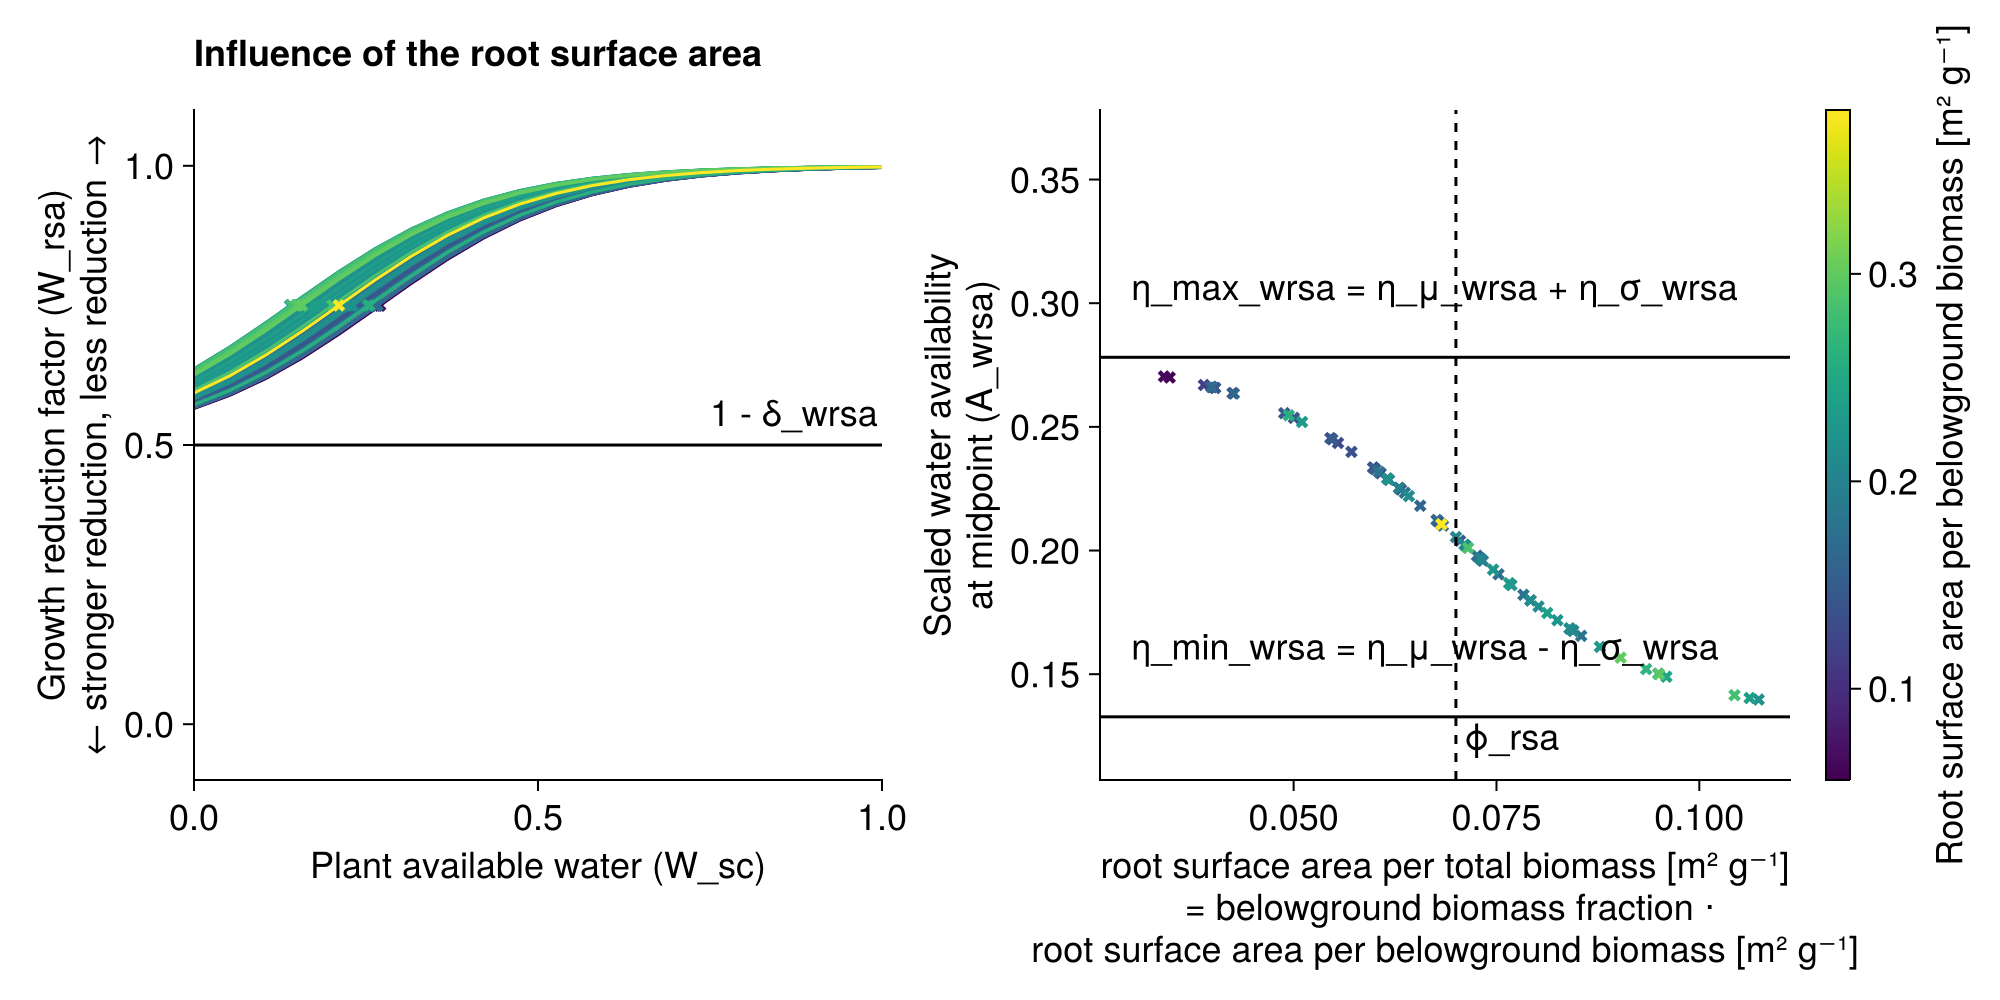 Influence of the root surface area
Growth reduction factor (W_rsa)
← stronger reduction, less reduction →
1.0
0.5
0.0
1 - δ_wrsa
0.0
0.5
1.0
Plant available water (W_sc)
Scaled water availability
at midpoint (A_wrsa)
0.35
0.30
0.25
0.20
0.15
η_max_wrsa = η_μ_wrsa + η_σ_wrsa
η_min_wrsa = η_μ_wrsa - η_σ_wrsa
ϕ_rsa
0.050
0.075
0.100
root surface area per total biomass [m² g⁻¹]
= belowground biomass fraction ⋅
root surface area per belowground biomass [m² g⁻¹]
0.3
0.2
0.1
Root surface area per belowground biomass [m² g⁻¹]